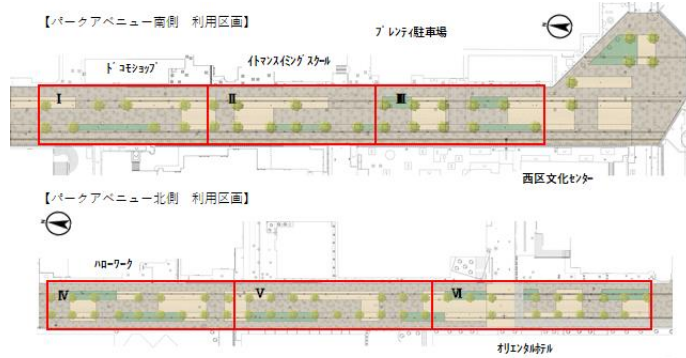 【パークアベニュー南側 利用区画】
プレンティ駐車場
ドコモショップ
イトマンスイミングスクール
Ⅰ
Ⅱ
Ⅲ
西区文化センター
【パークアベニュー北側 利用区画】
ハローワーク
Ⅳ
Ⅴ
Ⅵ
オリエンタルホテル